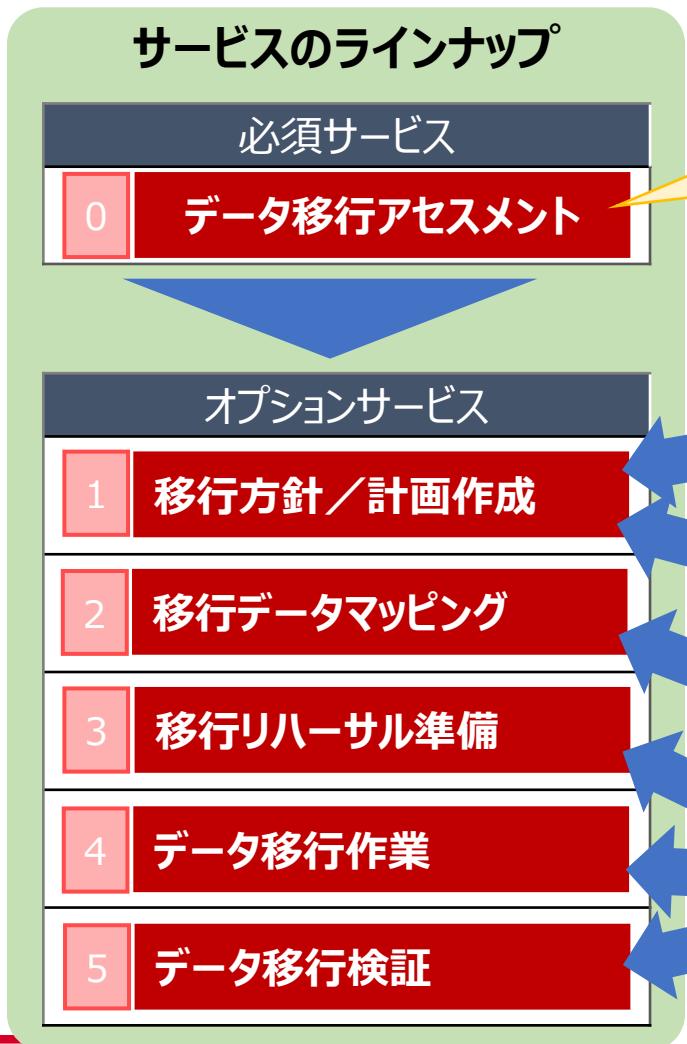 サービスのラインナップ
必須サービス
0 データ移行アセスメント
オプションサービス
1 移行方針／計画作成
2 移行データマッピング
3 移行リハーサル準備
4 データ移行作業
5 データ移行検証